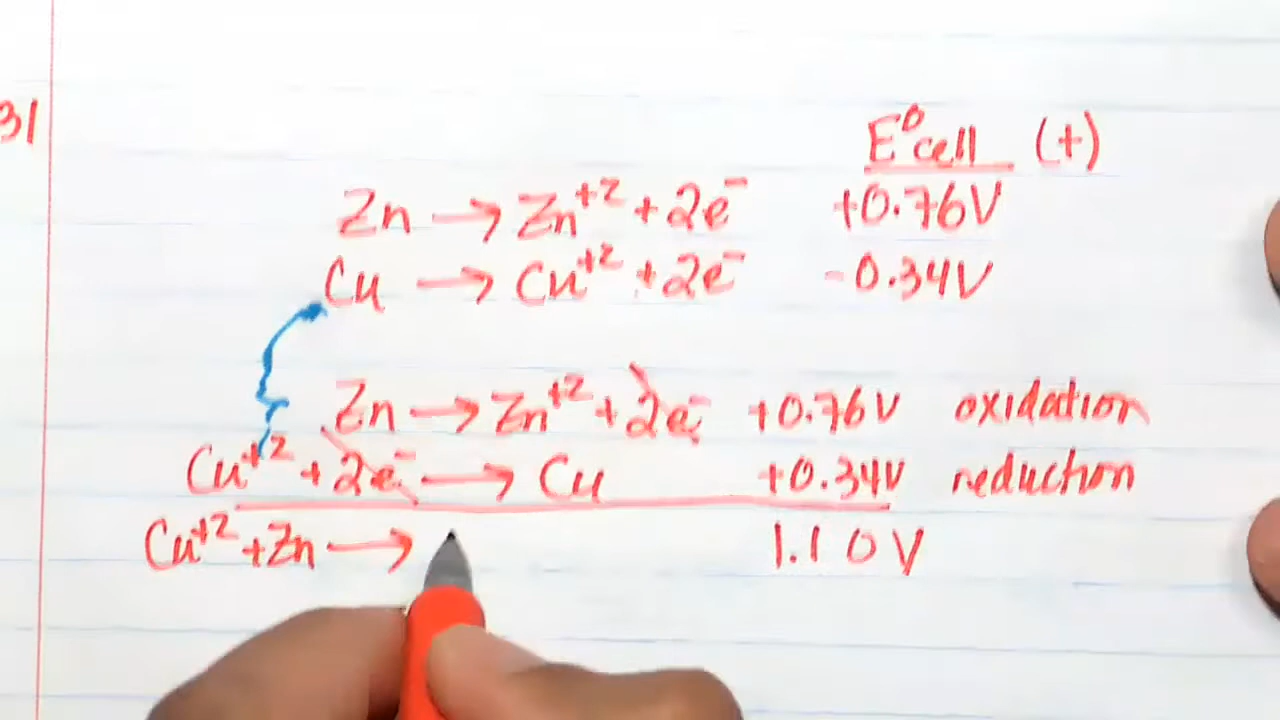 31
E⁰cell (+)
Zn → Zn⁺² + 2e⁻ +0.76V
Cu → Cu⁺² + 2e⁻ -0.34V
Zn → Zn⁺² + 2e⁻ +0.76V oxidation
Cu⁺² + 2e⁻ → Cu +0.34V reduction
Cu⁺² + Zn → 1.10V